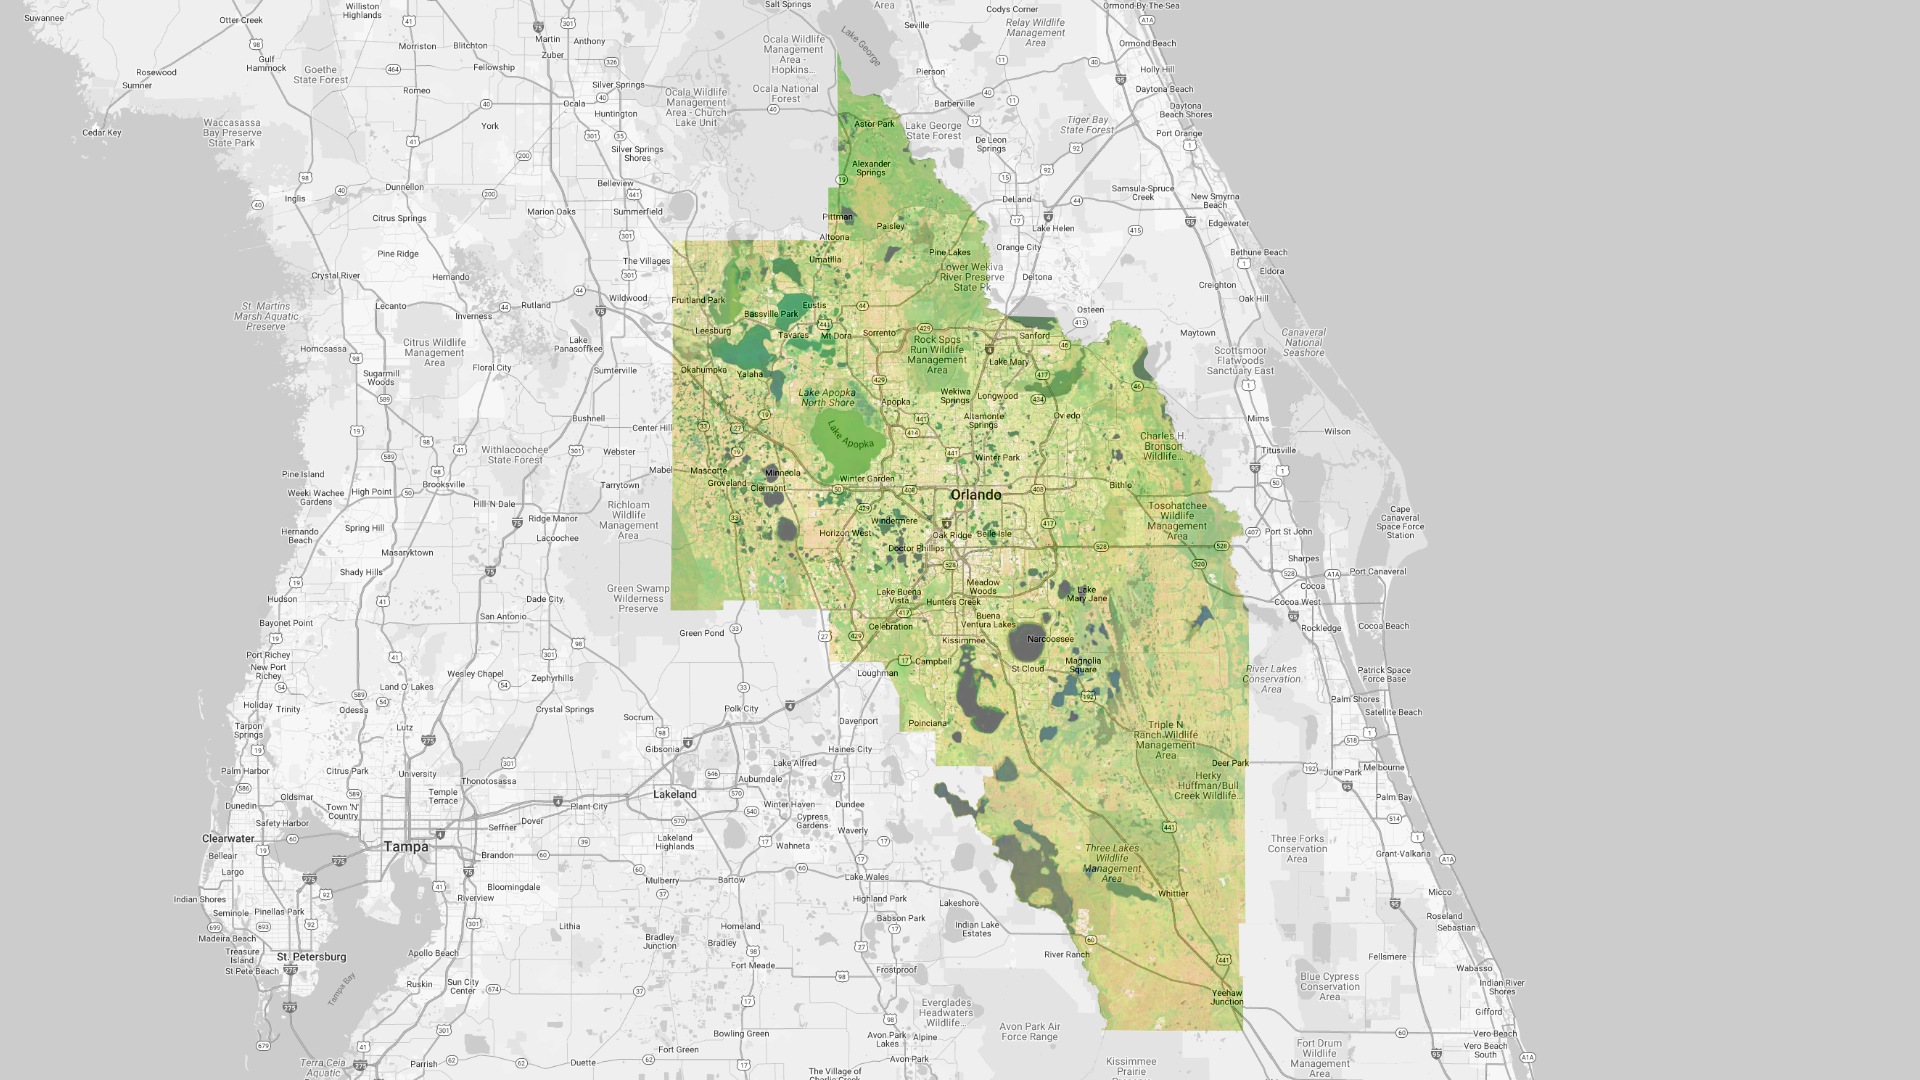 Suwannee
Otter Creek
Williston
Highlands
Salt Springs
Area
Codys Corner
Ormond-By-The-Sea
Seville
Relay Wildlife
Management
Area
Lake George
Morriston
Blitchton
Martin
Anthony
Zuber
Ormond Beach
Gulf
Hammock
Goethe
State Forest
Fellowship
Ocala Wildlife
Management
Area -
Hopkins...
Rosewood
Sumner
Romeo
Silver Springs
Pierson
Holly Hill
Daytona Beach
Ocala National
Forest
Ocala Wildlife
Management
Area - Church
Lake Unit
Ocala
Huntington
Barberville
Daytona
Beach Shores
Waccasassa
Bay Preserve
State Park
Cedar Key
York
Astor Park
Lake George
State Forest
Tiger Bay
State Forest
Port Orange
De Leon
Springs
Silver Springs
Shores
Alexander
Springs
Dunnellon
Belleview
Inglis
Samsula-Spruce
Creek
New Smyrna
Beach
DeLand
Citrus Springs
Marion Oaks
Summerfield
Pittman
Paisley
Lake Helen
Edgewater
Altoona
Pine Ridge
Orange City
Pine Lakes
Bethune Beach
The Villages
Umatilla
Lower Wekiva
River Preserve
State Pk
Eldora
Crystal River
Hernando
Deltona
Creighton
Wildwood
Fruitland Park
Oak Hill
St. Martins
Marsh Aquatic
Preserve
Lecanto
Inverness
Rutland
Bassville Park
Eustis
Osteen
Leesburg
Tavares
Mt Dora
Sorrento
Sanford
Maytown
Canaveral
National
Seashore
Homosassa
Citrus Wildlife
Management
Area
Lake
Panasoffkee
Rock Spgs
Run Wildlife
Management
Area
Lake Mary
Scottsmoor
Flatwoods
Sanctuary East
Sugarmill
Woods
Floral City
Sumterville
Okahumpka
Yalaha
Lake Apopka
North Shore
Apopka
Wekiwa
Springs
Longwood
Bushnell
Altamonte
Springs
Oviedo
Mims
Center Hill
Lake Apopka
Wilson
Withlacoochee
State Forest
Webster
Charles H.
Bronson
Wildlife...
Titusville
Pine Island
Mabel
Mascotte
Minneola
Winter Park
Weeki Wachee
Gardens
High Point
Brooksville
Tarrytown
Groveland
Clermont
Winter Garden
Bithlo
Hill-N-Dale
Orlando
Spring Hill
Ridge Manor
Richloam
Wildlife
Management
Area
Tosohatchee
Wildlife
Management
Area
Cape
Canaveral
Space Force
Station
Hernando
Beach
Lacoochee
Windermere
Horizon West
Oak Ridge
Belle Isle
Port St John
Masaryktown
Doctor Phillips
Sharpes
Shady Hills
Port Canaveral
Meadow
Woods
Cocoa
Hudson
Dade City
Green Swamp
Wilderness
Preserve
Lake Buena
Vista
Hunters Creek
Lake
Mary Jane
Cocoa West
Bayonet Point
San Antonio
Buena
Ventura Lakes
Rockledge
Cocoa Beach
Green Pond
Celebration
Kissimmee
Narcoossee
Port Richey
New Port
Richey
Campbell
St Cloud
Magnolia
Square
River Lakes
Conservation
Area
Patrick Space
Force Base
Wesley Chapel
Zephyrhills
Loughman
Land O' Lakes
Holiday
Trinity
Odessa
Crystal Springs
Polk City
Palm Shores
Satellite Beach
Tarpon
Springs
Lutz
Socrum
Davenport
Poinciana
Triple N
Ranch Wildlife
Management
Area
Gibsonia
Haines City
Lake Alfred
Deer Park
June Park
Melbourne
Palm Harbor
Citrus Park
University
Thonotosassa
Auburndale
Herky
Huffman/Bull
Creek Wildlife...
Oldsmar
Temple
Terrace
Lakeland
Palm Bay
Dunedin
Town 'N'
Country
Plant City
Winter Haven
Dundee
Safety Harbor
Dover
Seffner
Cypress
Gardens
Waverly
Clearwater
Lakeland
Highlands
Wahneta
Three Forks
Conservation
Area
Tampa
Brandon
Three Lakes
Wildlife
Management
Area
Grant-Valkaria
Belleair
Largo
Mulberry
Bartow
Lake Wales
Bloomingdale
Riverview
Highland Park
Lakeshore
Whittier
Micco
Indian Shores
Seminole
Pinellas Park
Babson Park
Roseland
Sebastian
Madeira Beach
Lithia
Homeland
Indian Lake
Estates
Treasure
Island
St. Petersburg
Bradley
Junction
Bradley
Apollo Beach
River Ranch
Fellsmere
St Pete Beach
Fort Meade
Frostproof
Wabasso
Tampa Bay
Ruskin
Sun City
Center
Blue Cypress
Conservation
Area
Yeehaw
Junction
Indian River
Shores
Everglades
Headwaters
Wildlife...
Gifford
Bowling Green
Avon Park
Lakes
Alpine
Avon Park Air
Force Range
Vero Beach
Fort Green
Fort Drum
Wildlife
Management
Area
Vero Beach
South
Terra Ceia
Aquatic
Parrish
Duette
Avon Park
Kissimmee
Prairie
The Village of
Charlie Creek